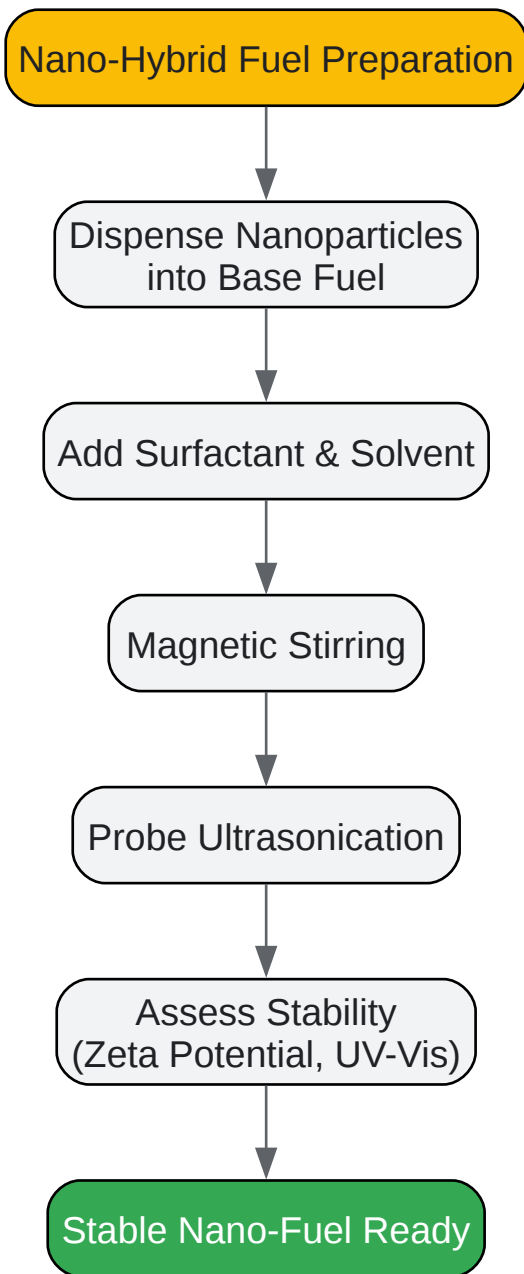 Nano-Hybrid Fuel Preparation
Dispense Nanoparticles
into Base Fuel
Add Surfactant & Solvent
Magnetic Stirring
Probe Ultrasonication
Assess Stability
(Zeta Potential, UV-Vis)
Stable Nano-Fuel Ready